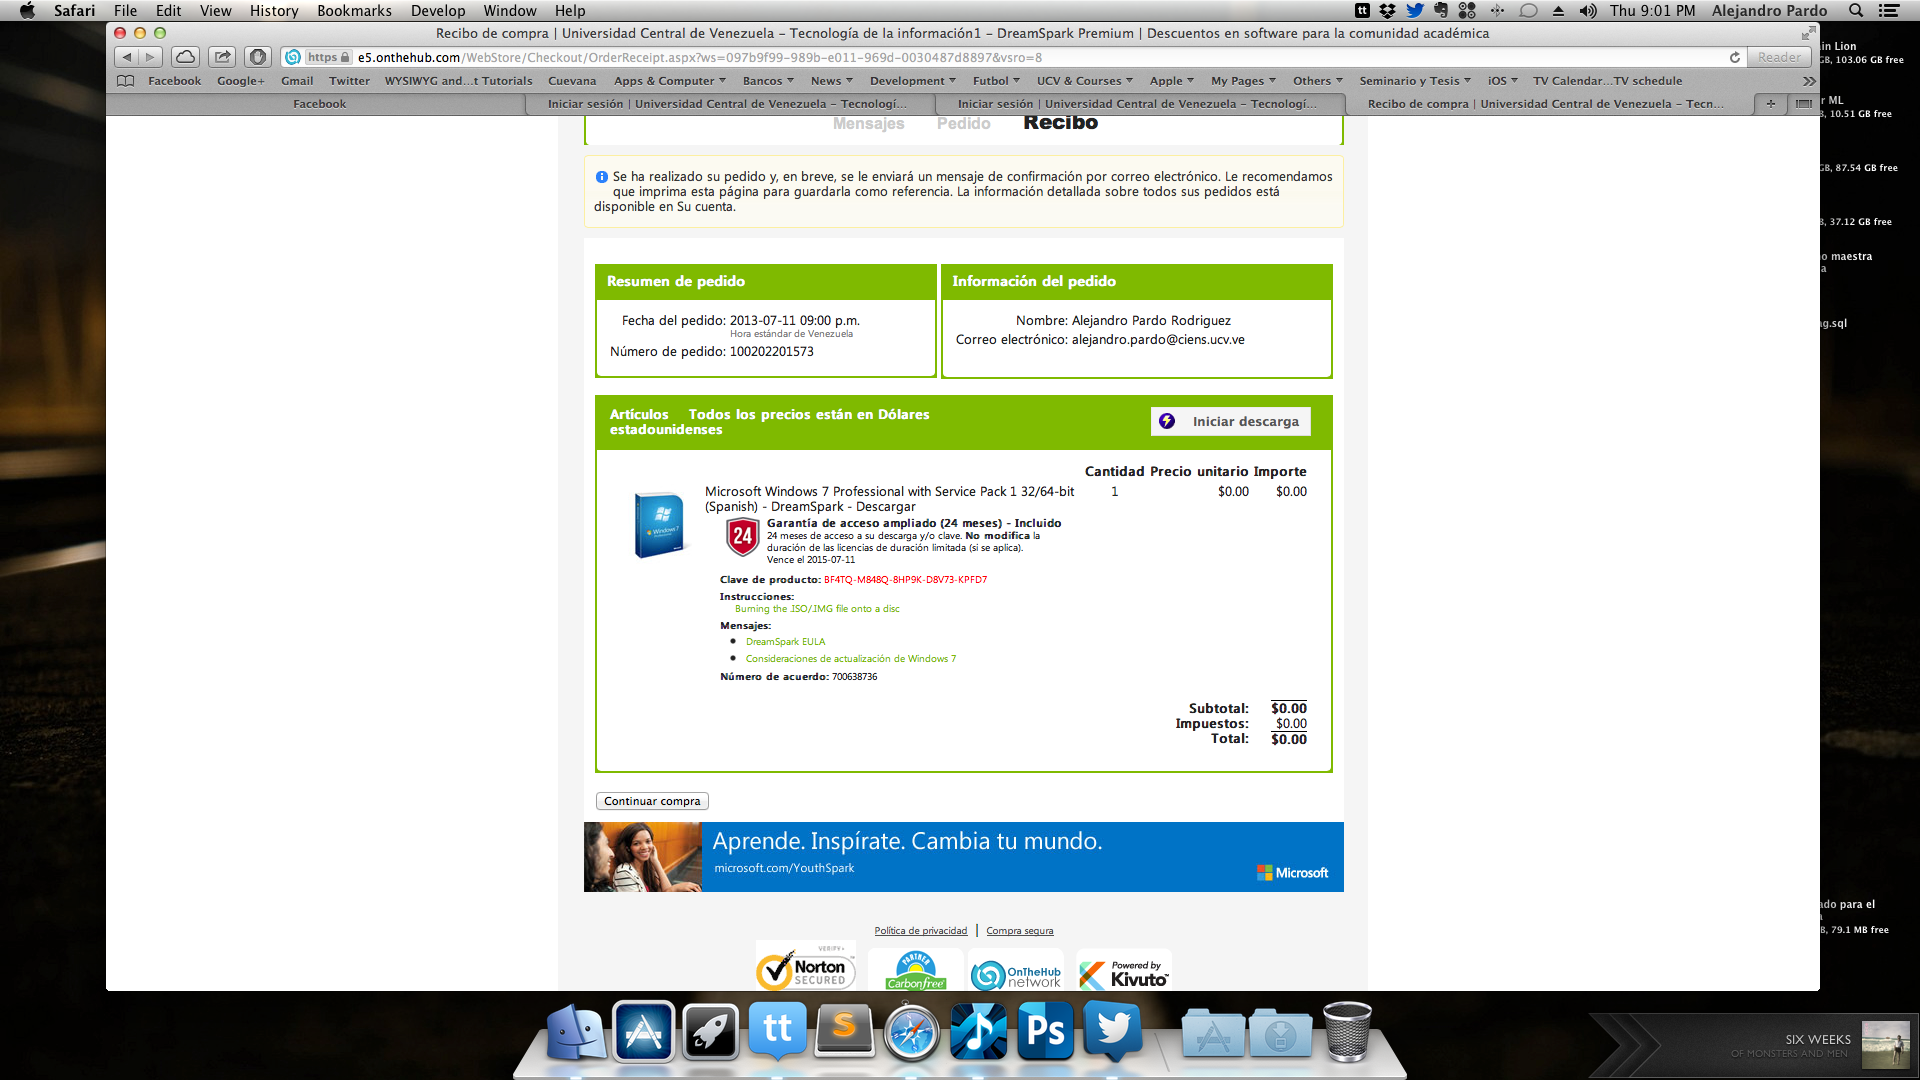 Safari File Edit View History Bookmarks Develop Window Help
tt Thu 9:01 PM Alejandro Pardo
Recibo de compra | Universidad Central de Venezuela – Tecnología de la información1 – DreamSpark Premium | Descuentos en software para la comunidad académica
https e5.onthehub.com/WebStore/Checkout/OrderReceipt.aspx?ws=097b9f99-989b-e011-969d-0030487d8897&vsro=8 Reader
Facebook Google+ Gmail Twitter WYSIWYG and...t Tutorials Cuevana Apps & Computer Bancos News Development Futbol UCV & Courses Apple My Pages Others Seminario y Tesis iOS TV Calendar...TV schedule
Facebook
Iniciar sesión | Universidad Central de Venezuela – Tecnologí...
Iniciar sesión | Universidad Central de Venezuela – Tecnologí...
Recibo de compra | Universidad Central de Venezuela – Tecn...
Mensajes Pedido Recibo
Se ha realizado su pedido y, en breve, se le enviará un mensaje de confirmación por correo electrónico. Le recomendamos
que imprima esta página para guardarla como referencia. La información detallada sobre todos sus pedidos está
disponible en Su cuenta.
Resumen de pedido
Fecha del pedido: 2013-07-11 09:00 p.m.
Hora estándar de Venezuela
Número de pedido: 100202201573
Información del pedido
Nombre: Alejandro Pardo Rodriguez
Correo electrónico: alejandro.pardo@ciens.ucv.ve
Artículos Todos los precios están en Dólares
estadounidenses
Iniciar descarga
Cantidad Precio unitario Importe
Microsoft Windows 7 Professional with Service Pack 1 32/64-bit 1 $0.00 $0.00
(Spanish) - DreamSpark - Descargar
24
Garantía de acceso ampliado (24 meses) - Incluido
24 meses de acceso a su descarga y/o clave. No modifica la
duración de las licencias de duración limitada (si se aplica).
Vence el 2015-07-11
Clave de producto: BF4TQ-M848Q-8HP9K-D8V73-KPFD7
Instrucciones:
Burning the .ISO/.IMG file onto a disc
Mensajes:
DreamSpark EULA
Consideraciones de actualización de Windows 7
Número de acuerdo: 700638736
Subtotal: $0.00
Impuestos: $0.00
Total: $0.00
Continuar compra
Aprende. Inspírate. Cambia tu mundo.
microsoft.com/YouthSpark
Microsoft
Política de privacidad | Compra segura
VERIFY
Norton
SECURED
PARTNER
Carbonfree
OnTheHub
network
Powered by
Kivuto
ain Lion
GB, 103.06 GB free
r ML
, 10.51 GB free
GB, 87.54 GB free
, 37.12 GB free
o maestra
a
ag.sql
ado para el
B, 79.1 MB free
tt
S
Ps
SIX WEEKS
OF MONSTERS AND MEN